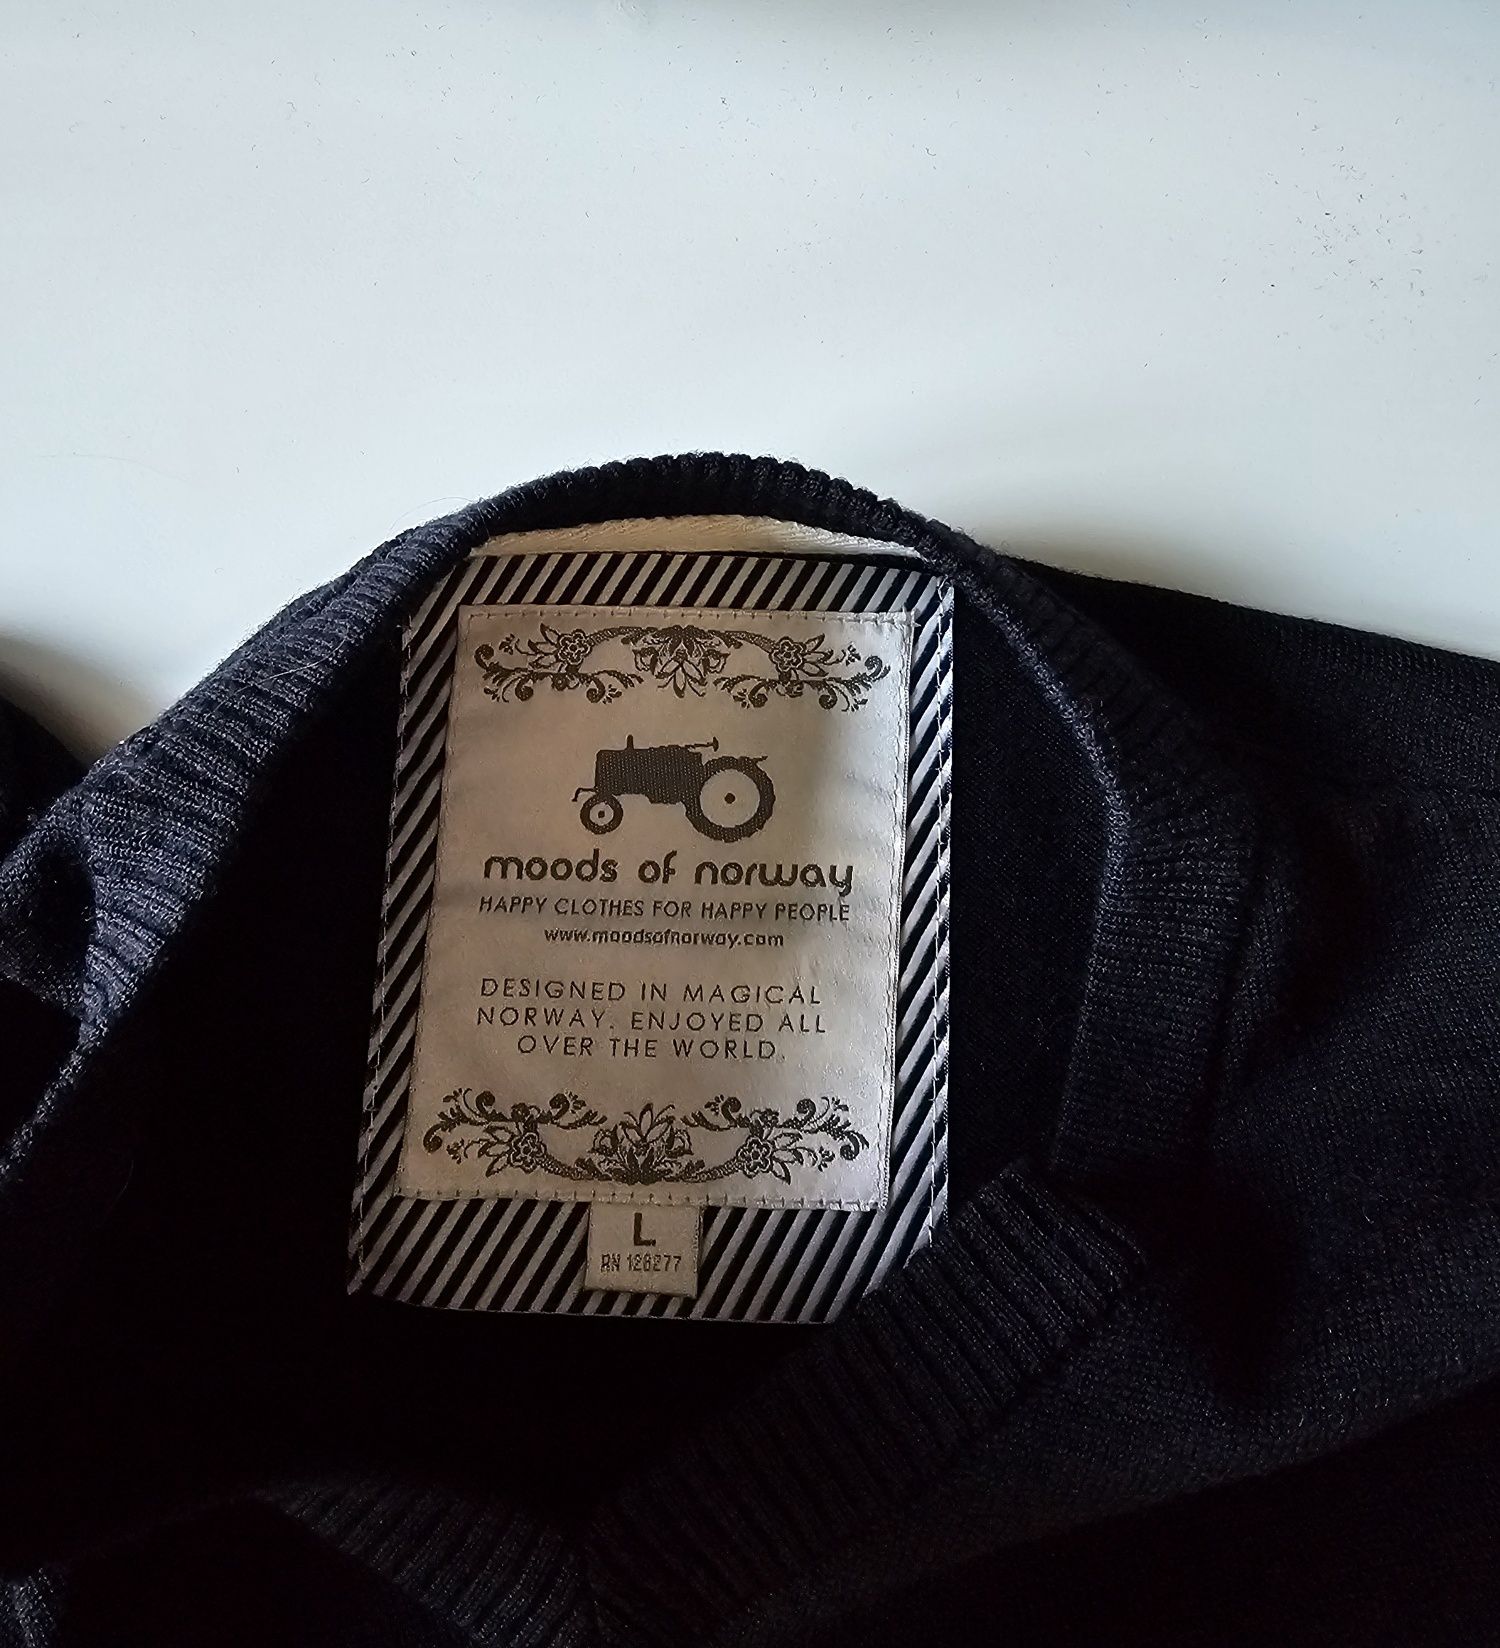 moods of norway
HAPPY CLOTHES FOR HAPPY PEOPLE
www.moodsofnorway.com
DESIGNED IN MAGICAL
NORWAY. ENJOYED ALL
OVER THE WORLD.
L
RN 128277